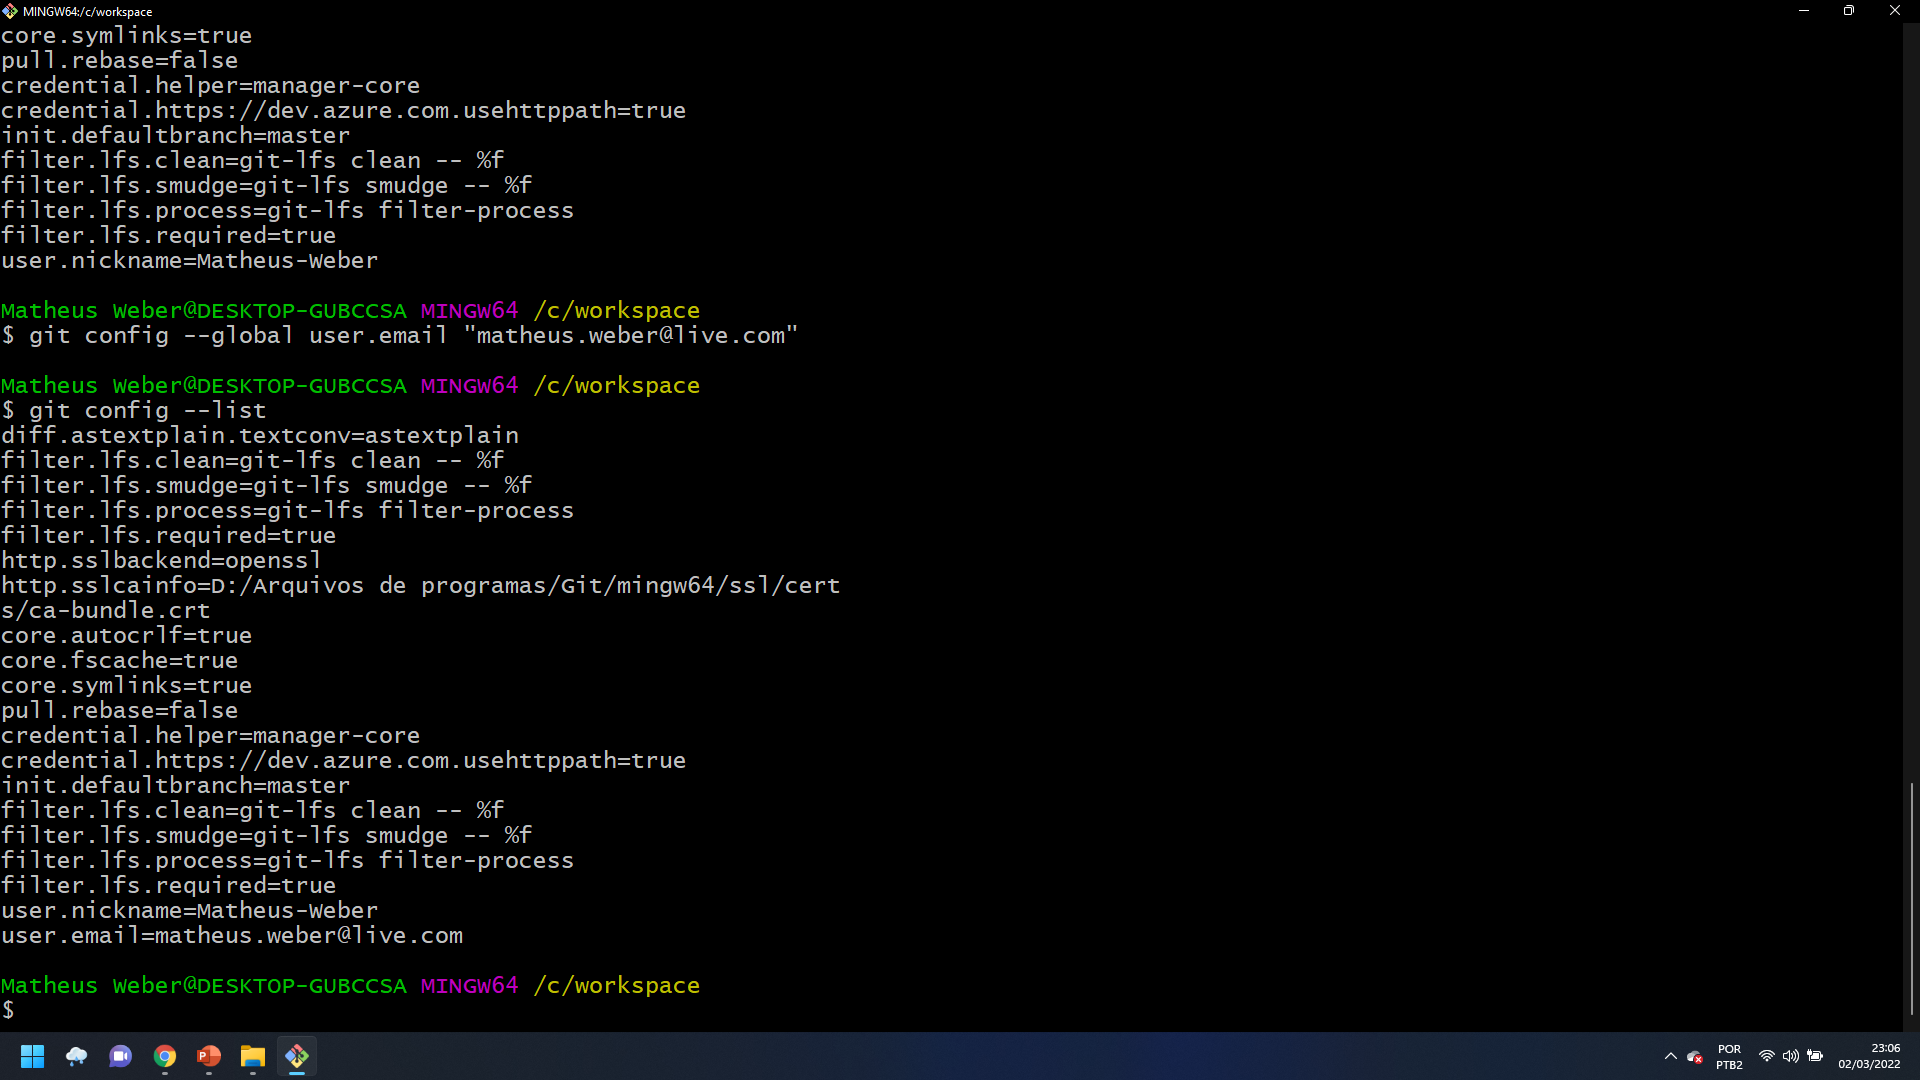 MINGW64:/c/workspace
core.symlinks=true
pull.rebase=false
credential.helper=manager-core
credential.https://dev.azure.com.usehttppath=true
init.defaultbranch=master
filter.lfs.clean=git-lfs clean -- %f
filter.lfs.smudge=git-lfs smudge -- %f
filter.lfs.process=git-lfs filter-process
filter.lfs.required=true
user.nickname=Matheus-Weber
Matheus Weber@DESKTOP-GUBCCSA MINGW64 /c/workspace
$ git config --global user.email "matheus.weber@live.com"
Matheus Weber@DESKTOP-GUBCCSA MINGW64 /c/workspace
$ git config --list
diff.astextplain.textconv=astextplain
filter.lfs.clean=git-lfs clean -- %f
filter.lfs.smudge=git-lfs smudge -- %f
filter.lfs.process=git-lfs filter-process
filter.lfs.required=true
http.sslbackend=openssl
http.sslcainfo=D:/Arquivos de programas/Git/mingw64/ssl/cert
s/ca-bundle.crt
core.autocrlf=true
core.fscache=true
core.symlinks=true
pull.rebase=false
credential.helper=manager-core
credential.https://dev.azure.com.usehttppath=true
init.defaultbranch=master
filter.lfs.clean=git-lfs clean -- %f
filter.lfs.smudge=git-lfs smudge -- %f
filter.lfs.process=git-lfs filter-process
filter.lfs.required=true
user.nickname=Matheus-Weber
user.email=matheus.weber@live.com
Matheus Weber@DESKTOP-GUBCCSA MINGW64 /c/workspace
$
P
POR
PTB2
23:06
02/03/2022